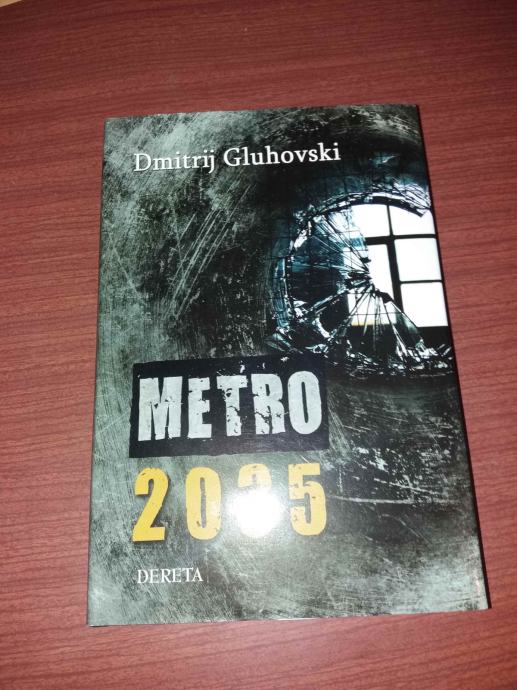 Dmitrij Gluhovski
METRO
2035
DERETA